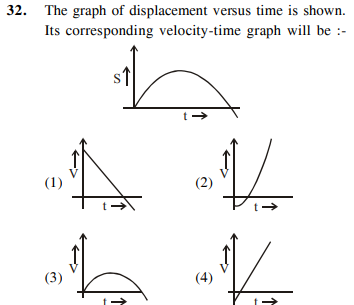 32. The graph of displacement versus time is shown.
Its corresponding velocity-time graph will be :-
S
t
(1) V
t
(2) V
t
(3) V
t
(4) V
t